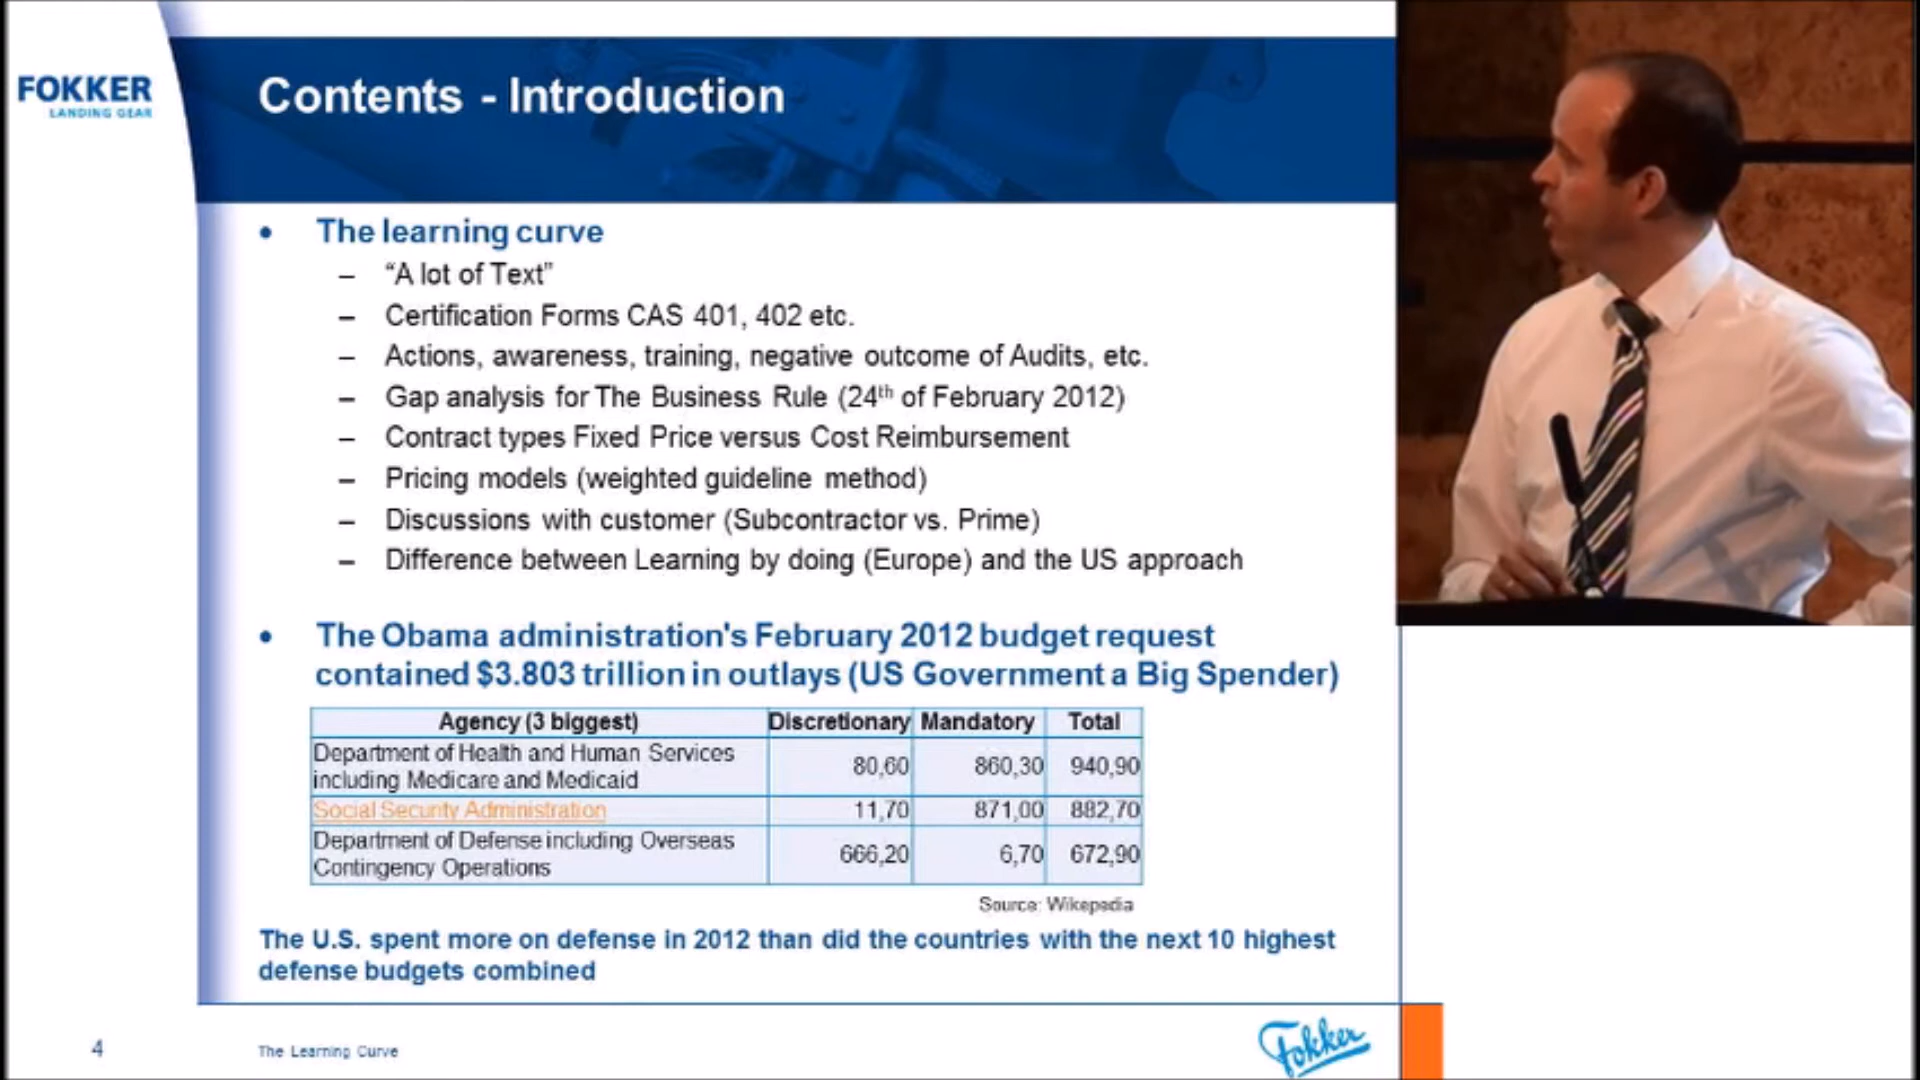 FOKKER
LANDING GEAR
Contents - Introduction
• The learning curve
– “A lot of Text”
– Certification Forms CAS 401, 402 etc.
– Actions, awareness, training, negative outcome of Audits, etc.
– Gap analysis for The Business Rule (24th of February 2012)
– Contract types Fixed Price versus Cost Reimbursement
– Pricing models (weighted guideline method)
– Discussions with customer (Subcontractor vs. Prime)
– Difference between Learning by doing (Europe) and the US approach
• The Obama administration's February 2012 budget request
contained $3.803 trillion in outlays (US Government a Big Spender)
Agency (3 biggest) Discretionary Mandatory Total
Department of Health and Human Services
including Medicare and Medicaid 80,60 860,30 940,90
Social Security Administration 11,70 871,00 882,70
Department of Defense including Overseas
Contingency Operations 666,20 6,70 672,90
Source: Wikepedia
The U.S. spent more on defense in 2012 than did the countries with the next 10 highest
defense budgets combined
4 The Learning Curve
Fokker